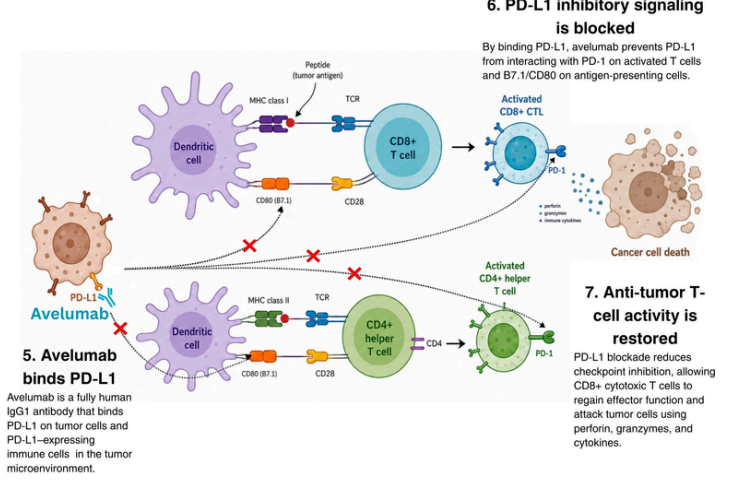 6. PD-L1 inhibitory signaling
is blocked
By binding PD-L1, avelumab prevents PD-L1
from interacting with PD-1 on activated T cells
and B7.1/CD80 on antigen-presenting cells.
Peptide
(tumor antigen)
MHC class I
TCR
Dendritic
cell
CD8+
T cell
CD80 (B7.1)
CD28
Activated
CD8+ CTL
PD-1
perforin
granzymes
immune cytokines
Cancer cell death
PD-L1
Avelumab
MHC class II
TCR
Dendritic
cell
CD4+
helper
T cell
CD4
CD80 (B7.1)
CD28
Activated
CD4+ helper
T cell
PD-1
5. Avelumab
binds PD-L1
Avelumab is a fully human
IgG1 antibody that binds
PD-L1 on tumor cells and
PD-L1–expressing
immune cells in the tumor
microenvironment.
7. Anti-tumor T-
cell activity is
restored
PD-L1 blockade reduces
checkpoint inhibition, allowing
CD8+ cytotoxic T cells to
regain effector function and
attack tumor cells using
perforin, granzymes, and
cytokines.